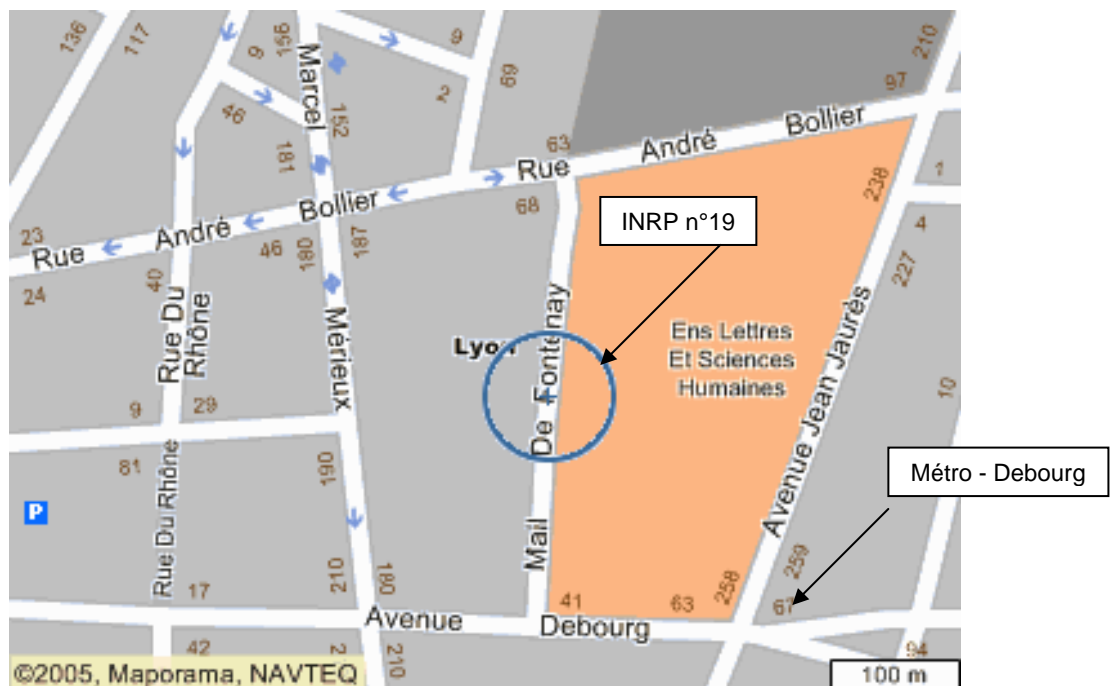 136
117
9
156
Marcel
9
2
69
210
97
46
152
181
63
Rue André Bollier
68
238
1
4
23
Rue André Bollier
24
46
180
187
40
INRP n°19
227
Rue Du
Rhône
Mérieux
Lyon
Mail De Fontenay
Ens Lettres
Et Sciences
Humaines
Avenue Jean Jaurès
10
9
29
81
190
Métro - Debourg
P
Rue Du Rhône
17
210
180
41
63
258
259
67
Avenue Debourg
42
2
210
94
©2005, Maporama, NAVTEQ
100 m